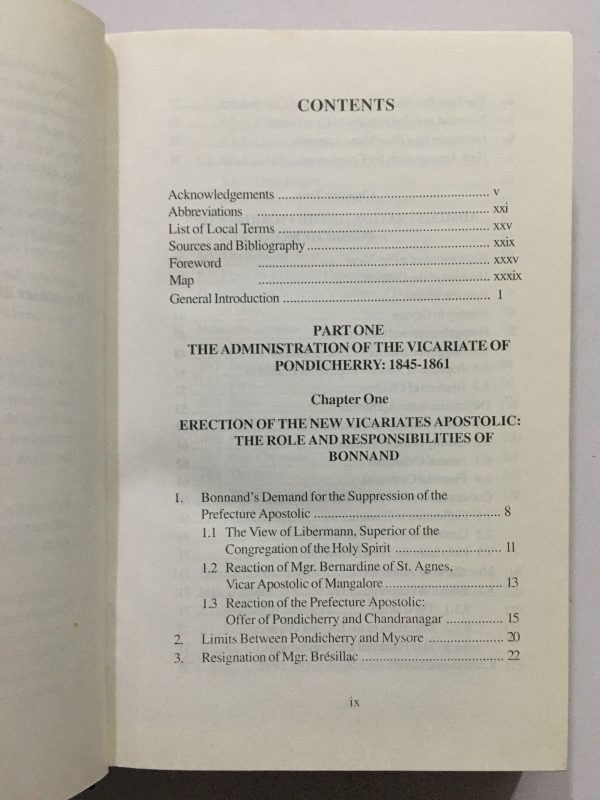 CONTENTS
Acknowledgements ................................................................ v
Abbreviations ................................................................ xxi
List of Local Terms ................................................................ xxv
Sources and Bibliography ................................................................ xxix
Foreword ................................................................ xxxv
Map ................................................................ xxxix
General Introduction ................................................................ 1
PART ONE
THE ADMINISTRATION OF THE VICARIATE OF
PONDICHERRY: 1845-1861
Chapter One
ERECTION OF THE NEW VICARIATES APOSTOLIC:
THE ROLE AND RESPONSIBILITIES OF
BONNAND
1. Bonnand's Demand for the Suppression of the
Prefecture Apostolic ................................................ 8
1.1 The View of Libermann, Superior of the
Congregation of the Holy Spirit ........................... 11
1.2 Reaction of Mgr. Bernardine of St. Agnes,
Vicar Apostolic of Mangalore ............................. 13
1.3 Reaction of the Prefecture Apostolic:
Offer of Pondicherry and Chandranagar ............... 15
2. Limits Between Pondicherry and Mysore .................... 20
3. Resignation of Mgr. Brésillac ..................................... 22
ix